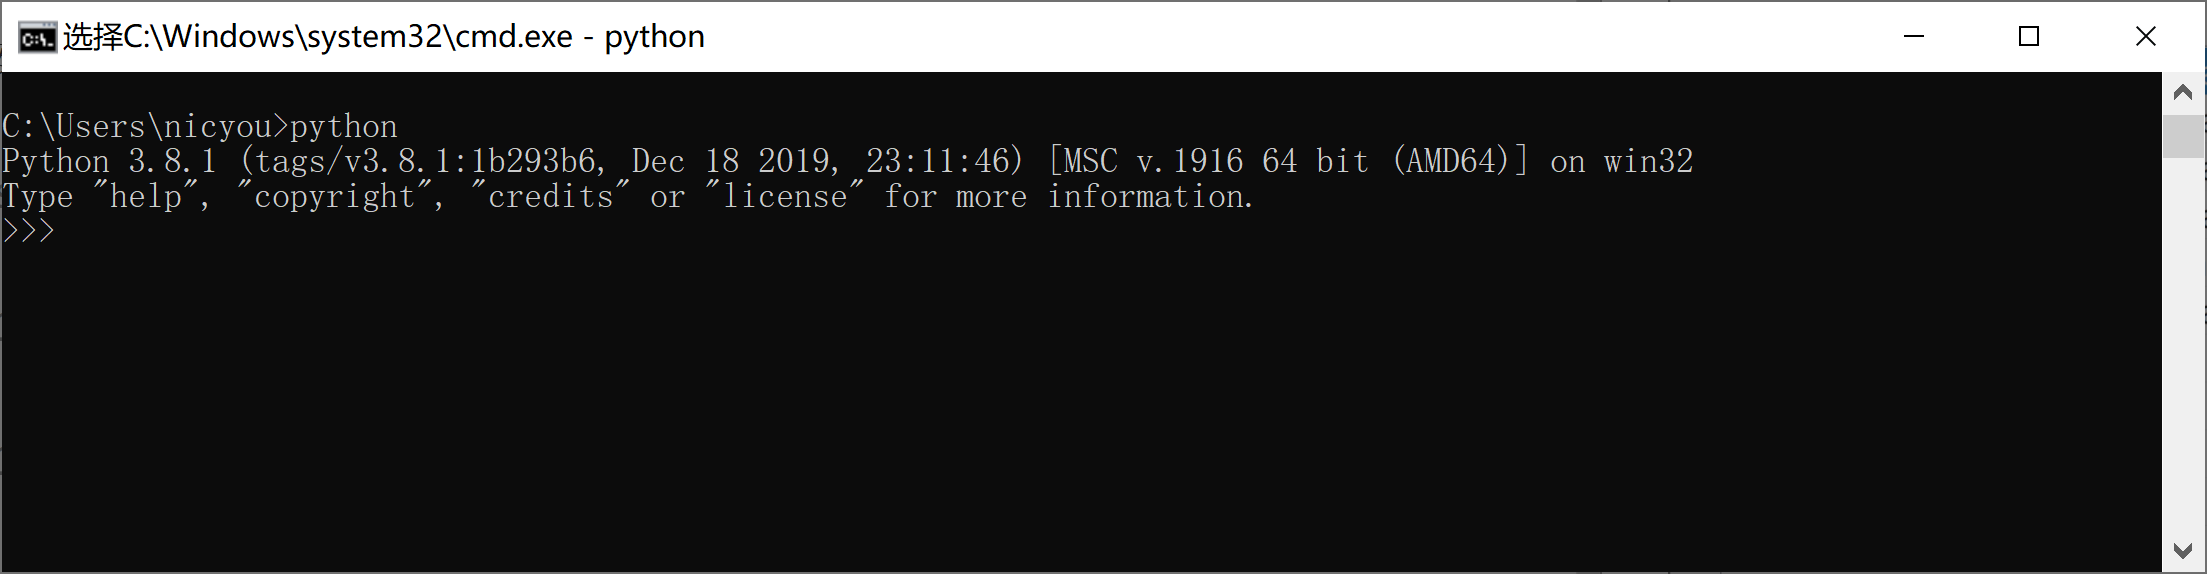 选择C:\Windows\system32\cmd.exe - python
C:\Users\nicyou>python
Python 3.8.1 (tags/v3.8.1:1b293b6, Dec 18 2019, 23:11:46) [MSC v.1916 64 bit (AMD64)] on win32
Type "help", "copyright", "credits" or "license" for more information.
>>>